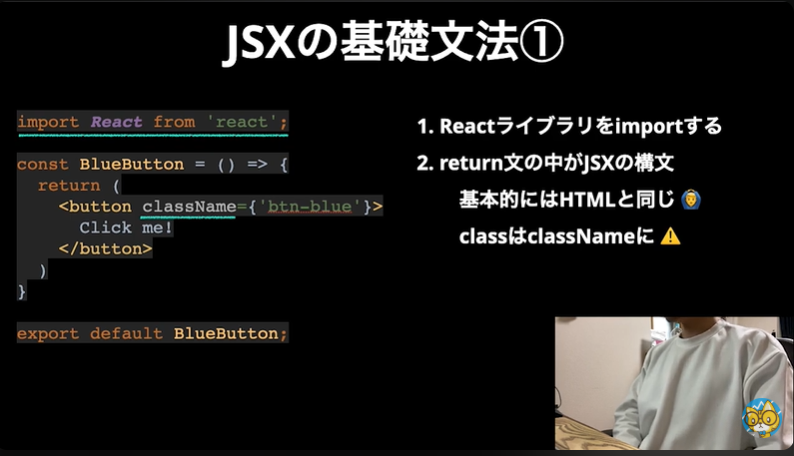 JSXの基礎文法①
import React from 'react';
const BlueButton = () => {
return (
<button className={'btn-blue'}>
Click me!
</button>
)
}
export default BlueButton;
1. Reactライブラリをimportする
2. return文の中がJSXの構文
基本的にはHTMLと同じ 🙆‍♂️
classはclassNameに ⚠️